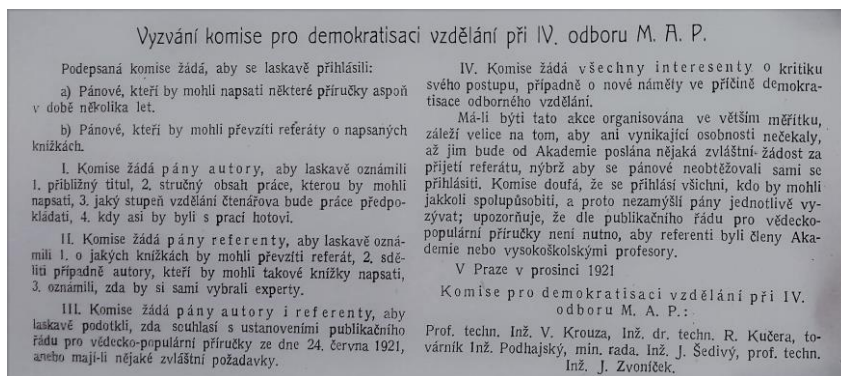 Vyzvání komise pro demokratisaci vzdělání při IV. odboru M. A. P.
Podepsaná komise žádá, aby se laskavě přihlásili:
a) Pánové, kteří by mohli napsati některé příručky aspoň
v době několika let.
b) Pánové, kteří by mohli převzíti referáty o napsaných
knížkách.
I. Komise žádá pány autory, aby laskavě oznámili
1. přibližný titul, 2. stručný obsah práce, kterou by mohli
napsati, 3. jaký stupeň vzdělání čtenářova bude práce předpo-
kládati, 4. kdy asi by byli s prací hotovi.
II. Komise žádá pány referenty, aby laskavě ozná-
mili 1. o jakých knížkách by mohli převzíti referát, 2. sdě-
lili případně autory, kteří by mohli takové knížky napsati,
3. oznámili, zda by si sami vybrali experty.
III. Komise žádá pány autory i referáty, aby
laskavě podotkli, zda souhlasí s ustanoveními publikačního
řádu pro vědecko-populární příručky ze dne 24. června 1921,
anebo mají-li nějaké zvláštní požadavky.
IV. Komise žádá všechny interesenty o kritiku
svého postupu, případně o nové náměty ve příčině demokra-
tisace odborného vzdělání.
Má-li býti tato akce organisována ve větším měřítku,
záleží velice na tom, aby ani vynikající osobnosti nečekaly,
až jim bude od Akademie poslána nějaká zvláštní žádost za
přijetí referátu, nýbrž aby se pánové neobtěžovali sami se
přihlásiti. Komise doufá, že se přihlásí všichni, kdo by mohli
jakkoli spolupůsobiti, a proto nezamýšlí pány jednotlivě vy-
zývat; upozorňuje, že dle publikačního řádu pro vědecko-
populární příručky není nutno, aby referenti byli členy Aka-
demie nebo vysokoškolskými profesory.
V Praze v prosinci 1921
Komise pro demokratisaci vzdělání při IV.
odboru M. A. P.:
Prof. techn. Inž. V. Krouza, Inž. dr. techn. R. Kučera, to-
várník Inž. Podhajský, min. rada. Inž. J. Šedivý, prof. techn.
Inž. J. Zvoníček.